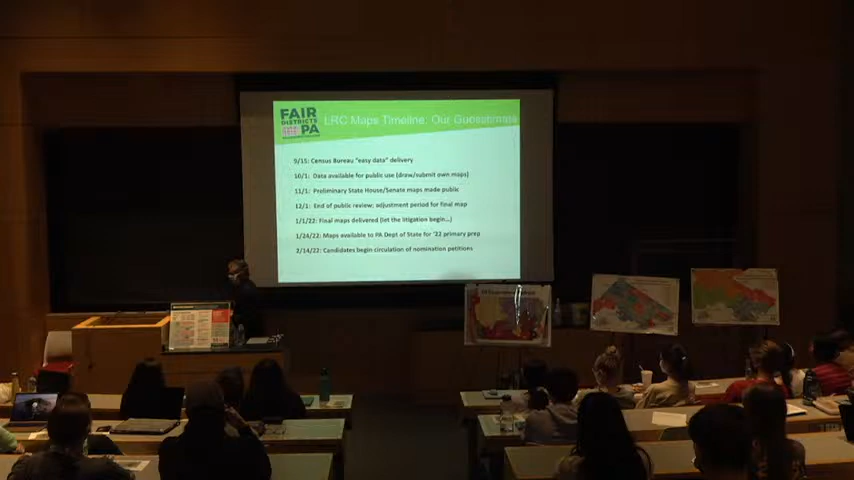 FAIR
DISTRICTS
PA
LRC Maps Timeline: Our Guesstimate
9/15: Census Bureau "easy data" delivery
10/1: Data available for public use (draw/submit own maps)
11/1: Preliminary State House/Senate maps made public
12/1: End of public review; adjustment period for final map
1/1/22: Final maps delivered (let the litigation begin...)
1/24/22: Maps available to PA Dept of State for '22 primary prep
2/14/22: Candidates begin circulation of nomination petitions